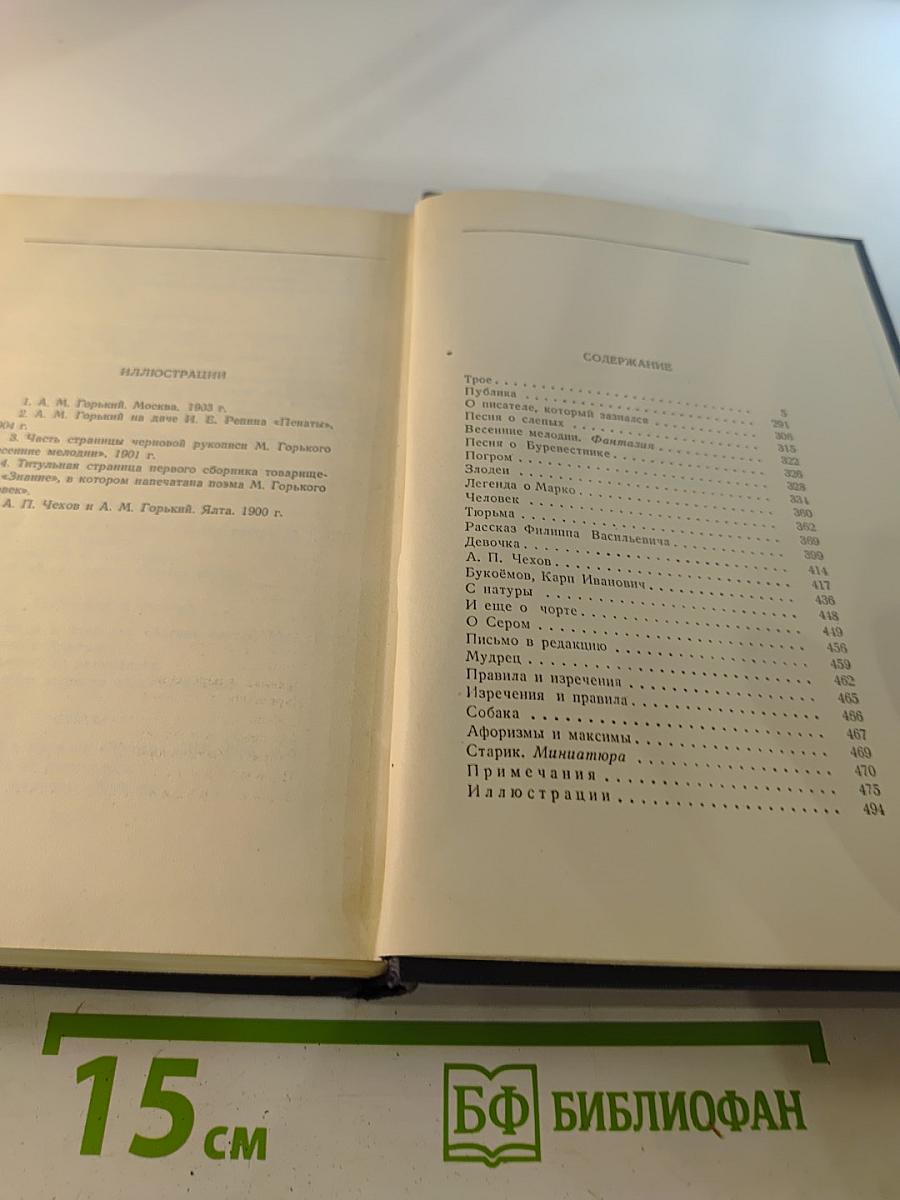 ИЛЛЮСТРАЦИИ
1. А. М. Горький. Москва. 1903 г.
2. А. М. Горький на даче И. Е. Репина «Пенаты»,
904 г.
3. Часть страницы черновой рукописи М. Горького
есенние мелодии». 1901 г.
4. Титульная страница первого сборника товарище-
«Знание», в котором напечатана поэма М. Горького
век».
А. П. Чехов и А. М. Горький. Ялта. 1900 г.
СОДЕРЖАНИЕ
Трое . . . 5
Публика . . . 291
О писателе, который зазнался . . . 306
Песня о слепых . . . 315
Весенние мелодии. Фантазия . . . 322
Песня о Буревестнике . . . 326
Погром . . . 328
Злодеи . . . 334
Легенда о Марко . . . 360
Человек . . . 362
Тюрьма . . . 369
Рассказ Филиппа Васильевича . . . 399
Девочка . . . 414
А. П. Чехов . . . 417
Букоёмов, Карп Иванович . . . 436
С натуры . . . 448
И еще о чорте . . . 449
О Сером . . . 456
Письмо в редакцию . . . 459
Мудрец . . . 462
Правила и изречения . . . 465
Изречения и правила . . . 466
Собака . . . 467
Афоризмы и максимы . . . 469
Старик. Миниатюра . . . 470
Примечания . . . 475
Иллюстрации . . . 494
15 см
БФ БИБЛИОФАН